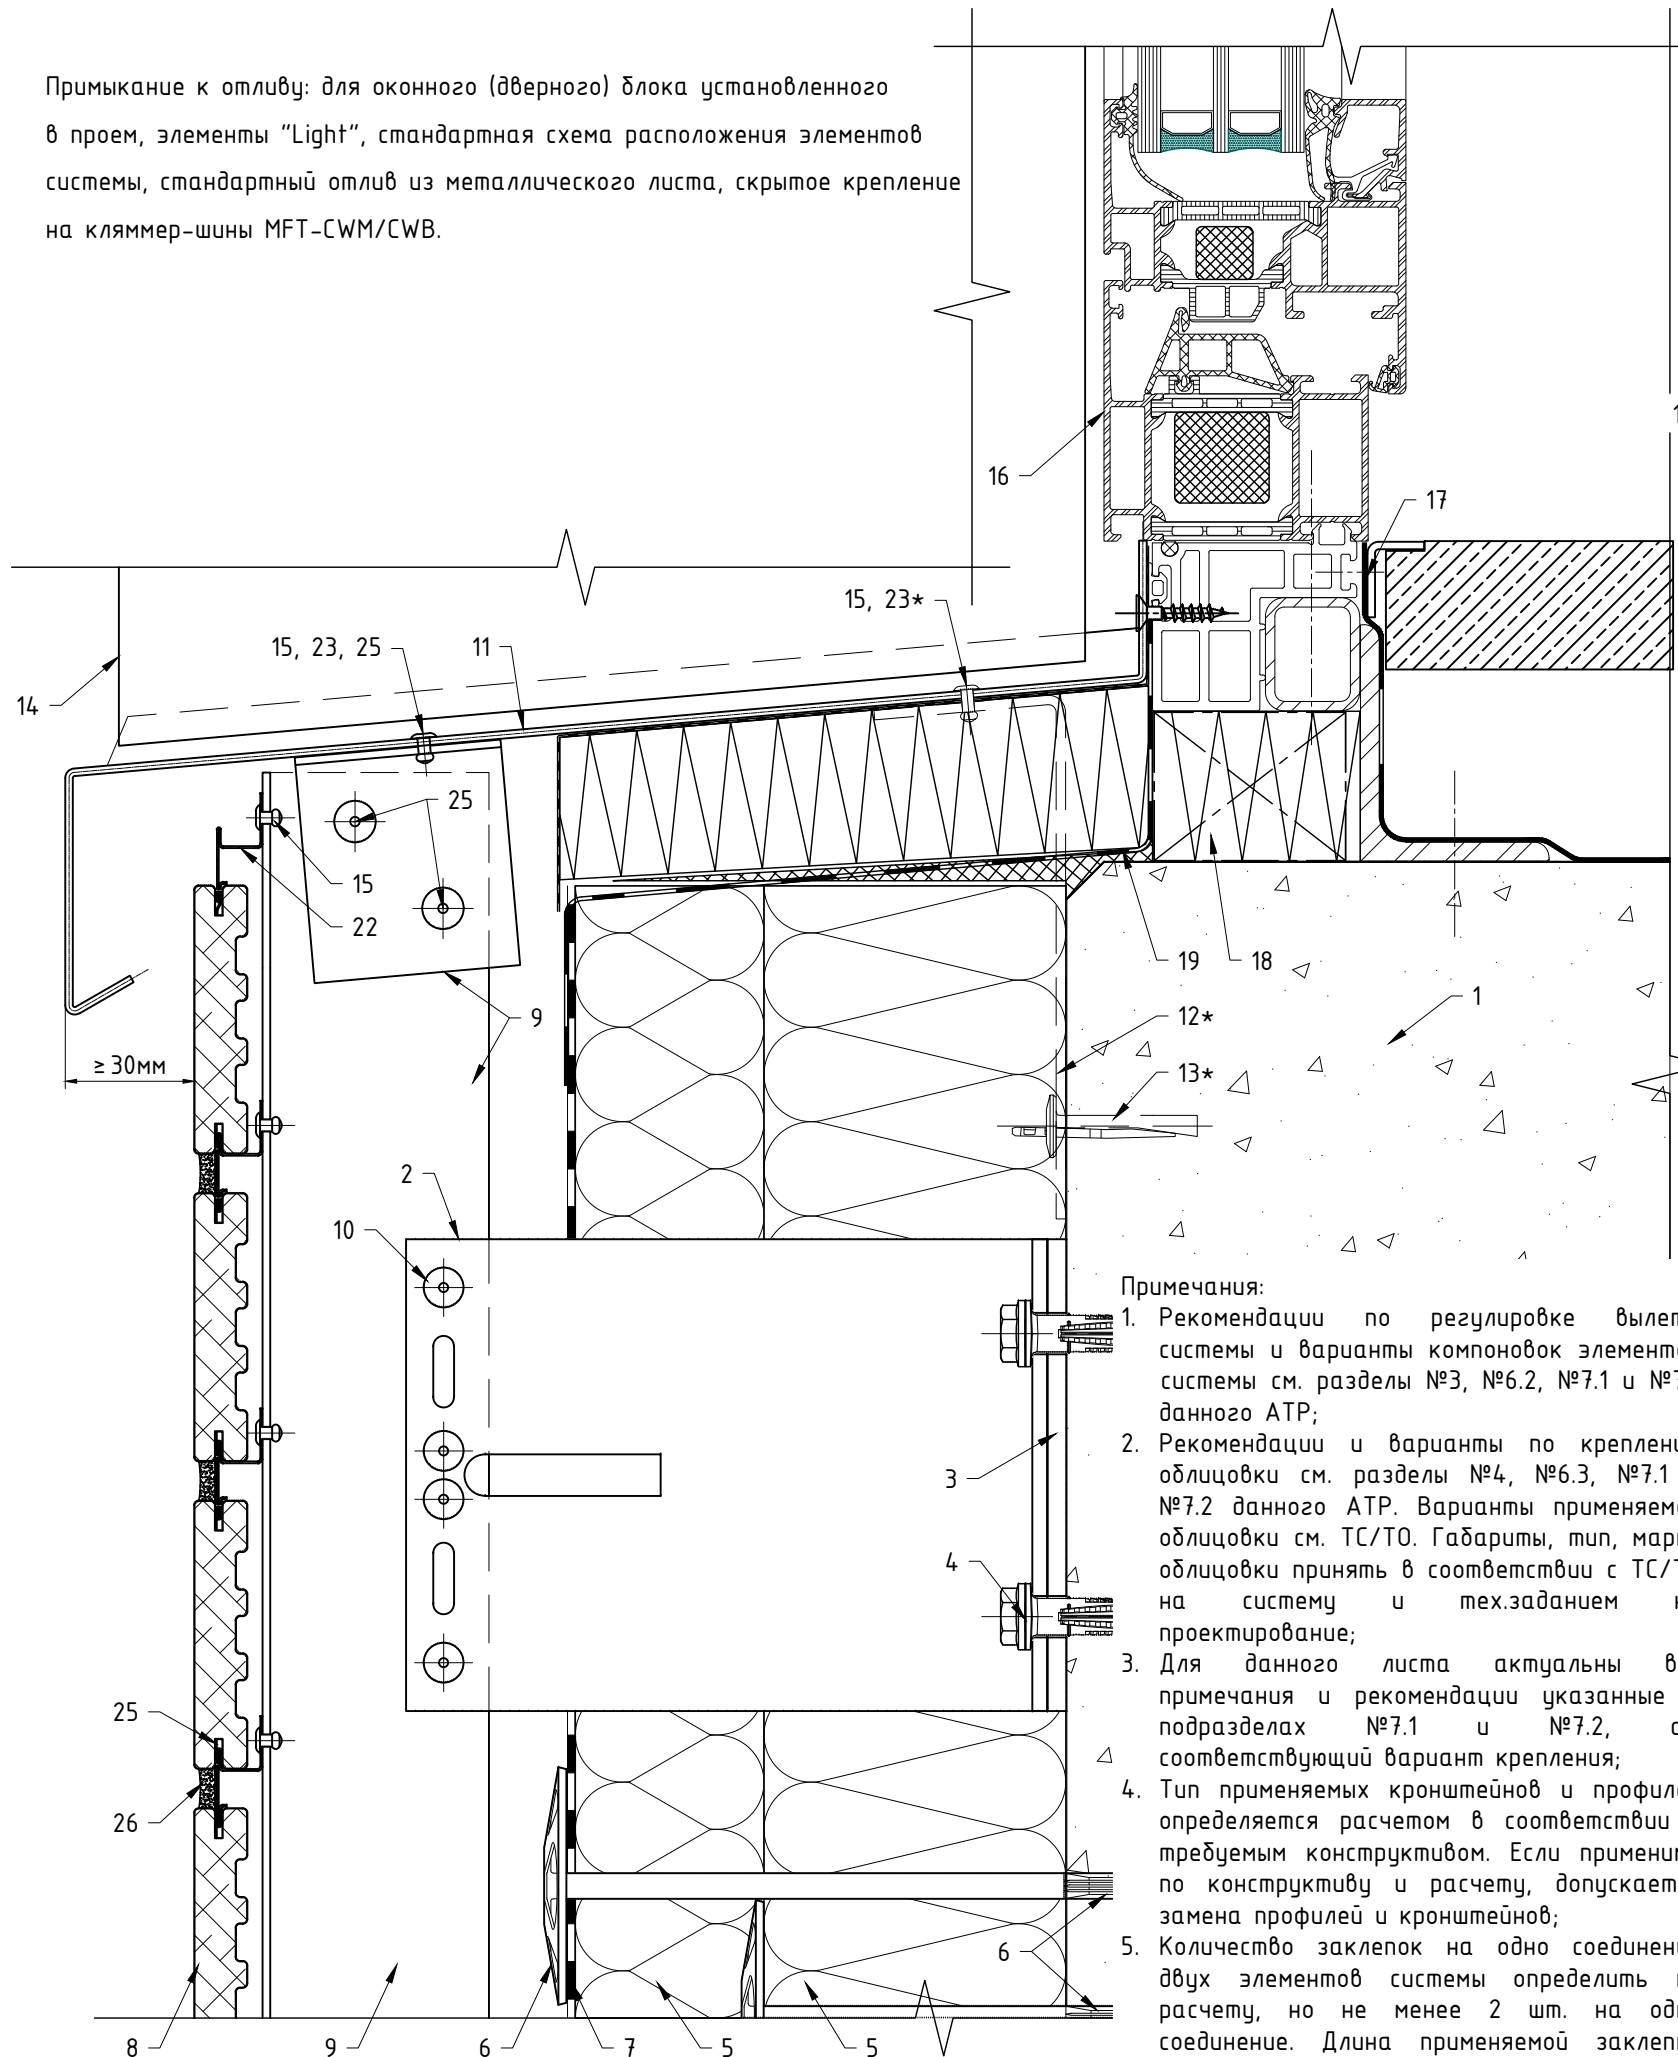 Примыкание к отливу: для оконного (дверного) блока установленного
в проем, элементы "Light", стандартная схема расположения элементов
системы, стандартный отлив из металлического листа, скрытое крепление
на кляммер-шины MFT-CWM/CWB.
16
17
15, 23*
15, 23, 25
11
14
25
15
22
19
18
1
9
12*
≥30мм
13*
2
10
3
4
25
26
6
8
9
6
7
5
5
Примечания:
1. Рекомендации по регулировке
системы и варианты компоновок
системы см. разделы №3, №6.2, №7.1 и
данного АТР;
2. Рекомендации и варианты по
облицовки см. разделы №4, №6.3, №7.1
№7.2 данного АТР. Варианты
облицовки см. ТС/ТО. Габариты, тип,
облицовки принять в соответствии с
на систему и тех.заданием
проектирование;
3. Для данного листа актуальны
примечания и рекомендации указанные
подразделах №7.1 и №7.2,
соответствующий вариант крепления;
4. Тип применяемых кронштейнов и
определяется расчетом в соответствии
требуемым конструктивом. Если
по конструктиву и расчету,
замена профилей и кронштейнов;
5. Количество заклепок на одно
двух элементов системы определить
расчету, но не менее 2 шт. на
соединение. Длина применяемой